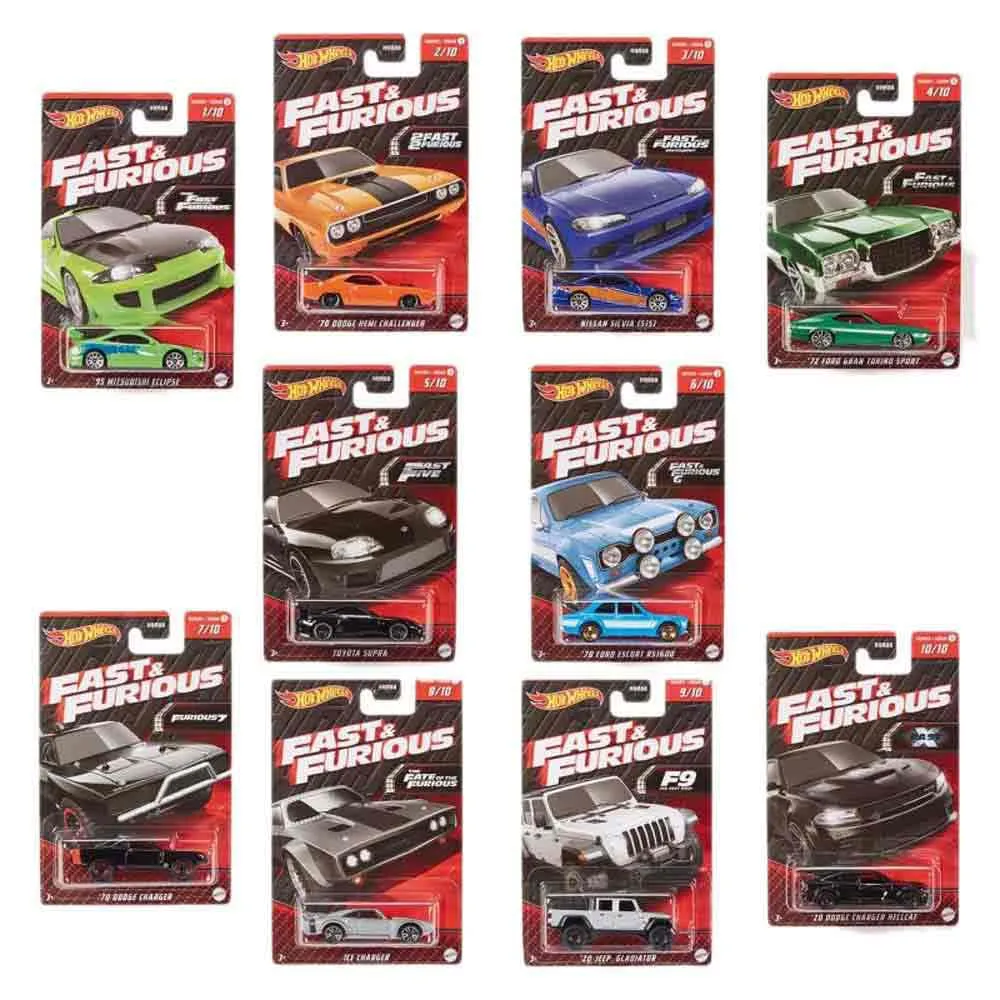 HOT WHEELS
1/10
FAST &
FURIOUS
THE
FAST
AND THE
FURIOUS
'95 MITSUBISHI ECLIPSE
HOT WHEELS
2/10
FAST &
FURIOUS
2 FAST
2 FURIOUS
'70 DODGE HEMI CHALLENGER
HOT WHEELS
3/10
FAST &
FURIOUS
FAST
FURIOUS
NISSAN SILVIA (S15)
HOT WHEELS
4/10
FAST &
FURIOUS
FAST &
FURIOUS
'72 FORD GRAN TORINO SPORT
HOT WHEELS
5/10
FAST &
FURIOUS
FAST
FIVE
TOYOTA SUPRA
HOT WHEELS
6/10
FAST &
FURIOUS
FAST &
FURIOUS
6
'70 FORD ESCORT RS1600
HOT WHEELS
7/10
FAST &
FURIOUS
FURIOUS 7
'70 DODGE CHARGER
HOT WHEELS
8/10
FAST &
FURIOUS
THE
FATE OF THE
FURIOUS
ICE CHARGER
HOT WHEELS
9/10
FAST &
FURIOUS
F9
THE FAST SAGA
'20 JEEP GLADIATOR
HOT WHEELS
10/10
FAST &
FURIOUS
'20 DODGE CHARGER HELLCAT